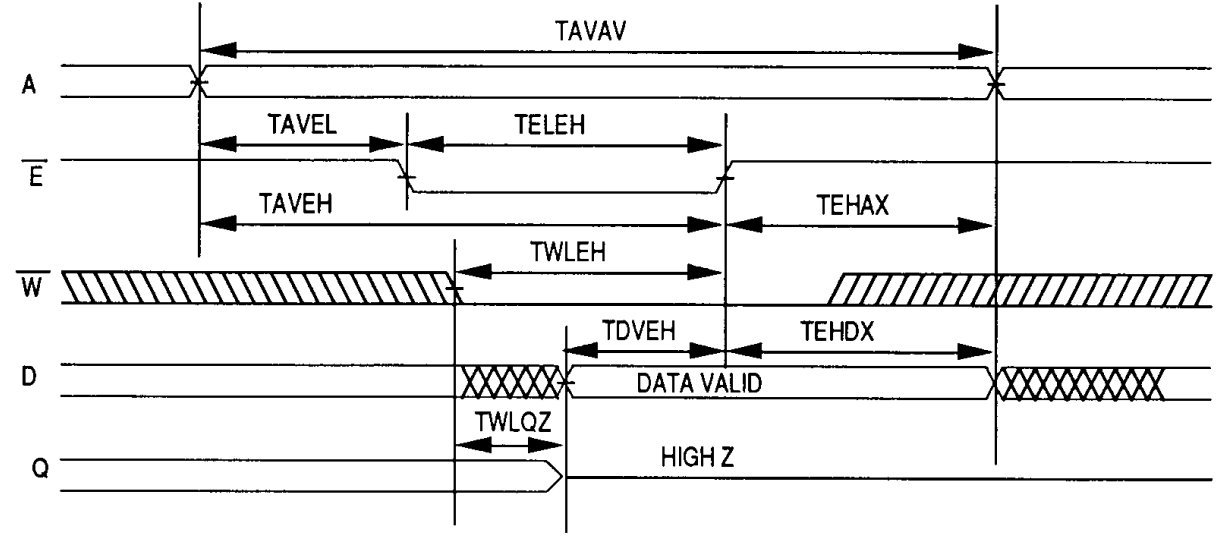 TAVAV
A
TAVEL TELEH
E
TAVEH TEHAX
TWLEH
W
TDVEH TEHDX
D DATA VALID
TWLQZ
Q HIGH Z